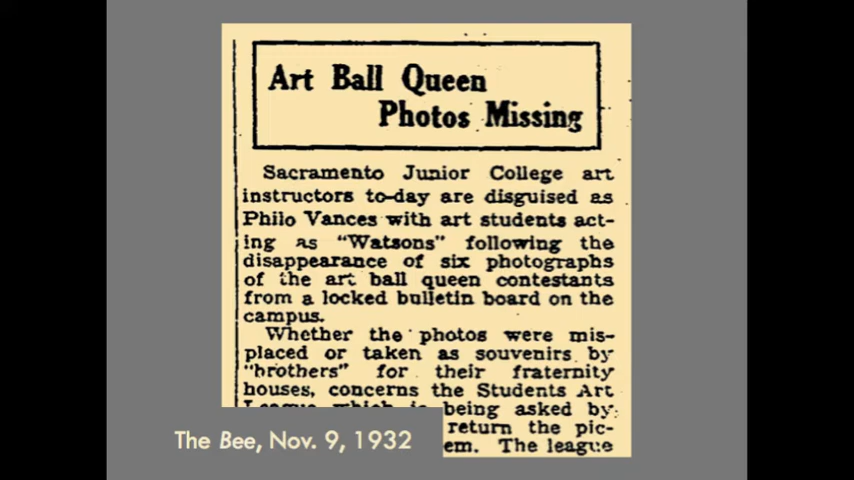 Art Ball Queen
Photos Missing
Sacramento Junior College art
instructors to-day are disguised as
Philo Vances with art students act-
ing as "Watsons" following the
disappearance of six photographs
of the art ball queen contestants
from a locked bulletin board on the
campus.
Whether the photos were mis-
placed or taken as souvenirs by
"brothers" for their fraternity
houses, concerns the Students Art
League which is being asked by
return the pic-
em. The league
The Bee, Nov. 9, 1932